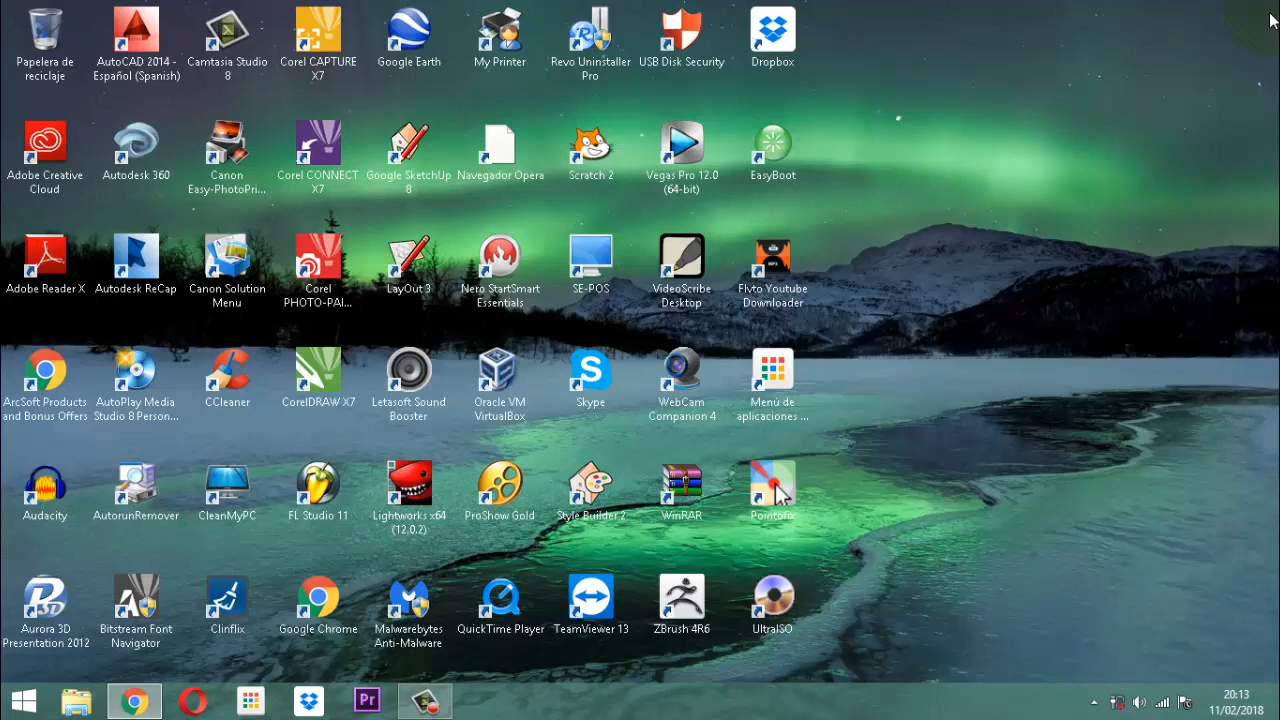 Papelera de
reciclaje
AutoCAD 2014 -
Español (Spanish)
Camtasia Studio
8
Corel CAPTURE
X7
Google Earth
My Printer
Revo Uninstaller
Pro
USB Disk Security
Dropbox
Adobe Creative
Cloud
Autodesk 360
Canon
Easy-PhotoPri...
Corel CONNECT
X7
Google SketchUp
8
Navegador Opera
Scratch 2
Vegas Pro 12.0
(64-bit)
EasyBoot
Adobe Reader X
Autodesk ReCap
Canon Solution
Menu
Corel
PHOTO-PAI...
LayOut 3
Nero StartSmart
Essentials
SE-POS
VideoScribe
Desktop
Flvto Youtube
Downloader
ArcSoft Products
and Bonus Offers
AutoPlay Media
Studio 8 Person...
CCleaner
CorelDRAW X7
Letasoft Sound
Booster
Oracle VM
VirtualBox
Skype
WebCam
Companion 4
Menú de
aplicaciones ...
Audacity
AutorunRemover
CleanMyPC
FL Studio 11
Lightworks x64
(12.0.2)
ProShow Gold
Style Builder 2
WinRAR
Pointofix
Aurora 3D
Presentation 2012
Bitstream Font
Navigator
Clinflix
Google Chrome
Malwarebytes
Anti-Malware
QuickTime Player
TeamViewer 13
ZBrush 4R6
UltraISO
Pr
20:13
11/02/2018